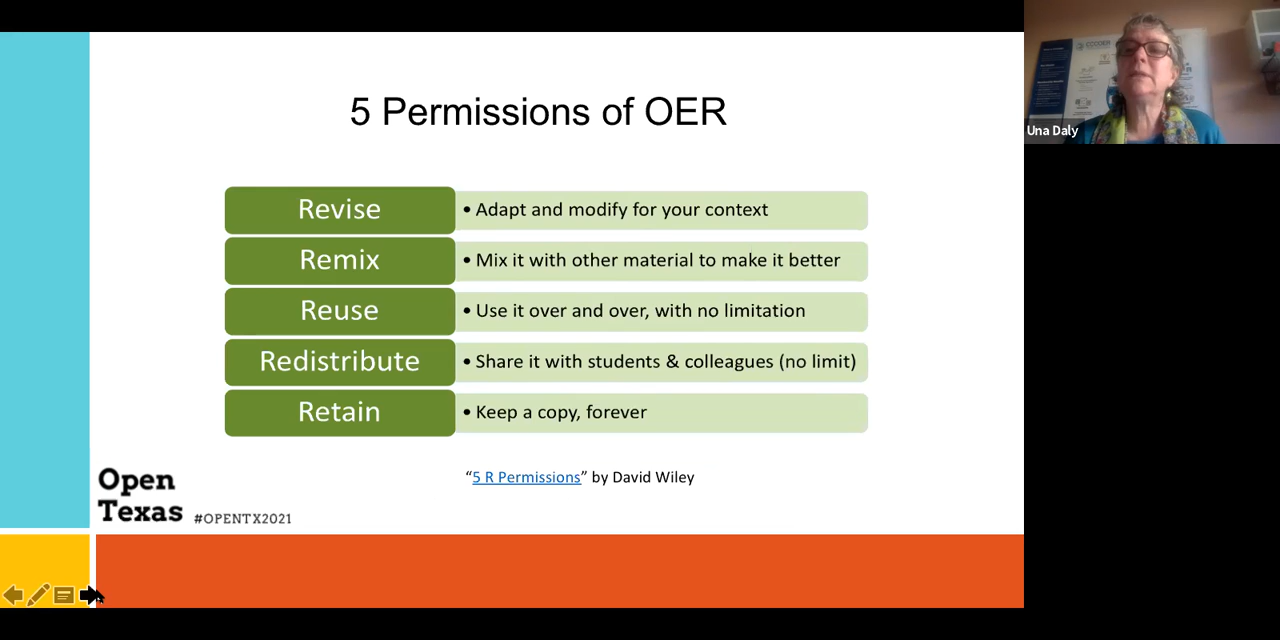 5 Permissions of OER
Revise
• Adapt and modify for your context
Remix
• Mix it with other material to make it better
Reuse
• Use it over and over, with no limitation
Redistribute
• Share it with students & colleagues (no limit)
Retain
• Keep a copy, forever
“5 R Permissions” by David Wiley
Open
Texas
#OPENTX2021
Una Daly